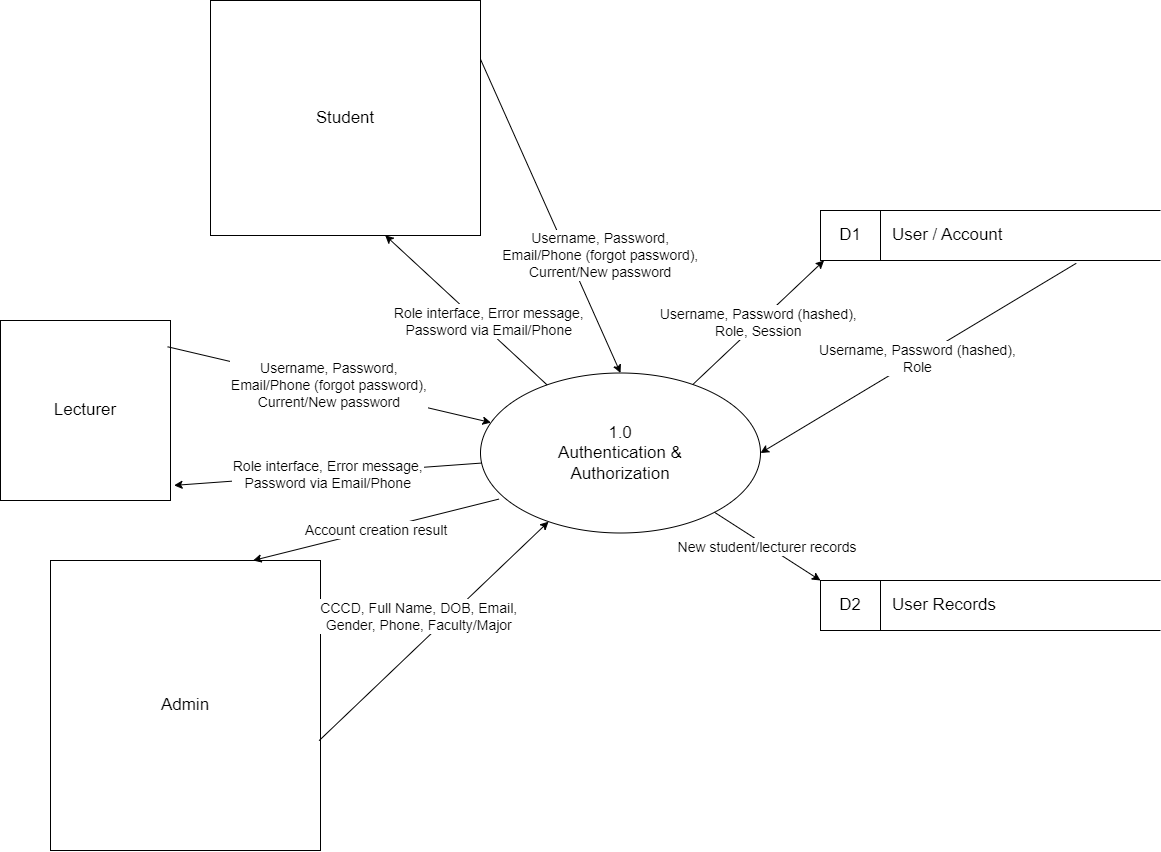 Student
Username, Password,
Email/Phone (forgot password),
Current/New password
D1
User / Account
Role interface, Error message,
Password via Email/Phone
Username, Password (hashed),
Role, Session
Username, Password (hashed),
Role
Lecturer
Username, Password,
Email/Phone (forgot password),
Current/New password
1.0
Authentication &
Authorization
Role interface, Error message,
Password via Email/Phone
Account creation result
New student/lecturer records
D2
User Records
CCCD, Full Name, DOB, Email,
Gender, Phone, Faculty/Major
Admin